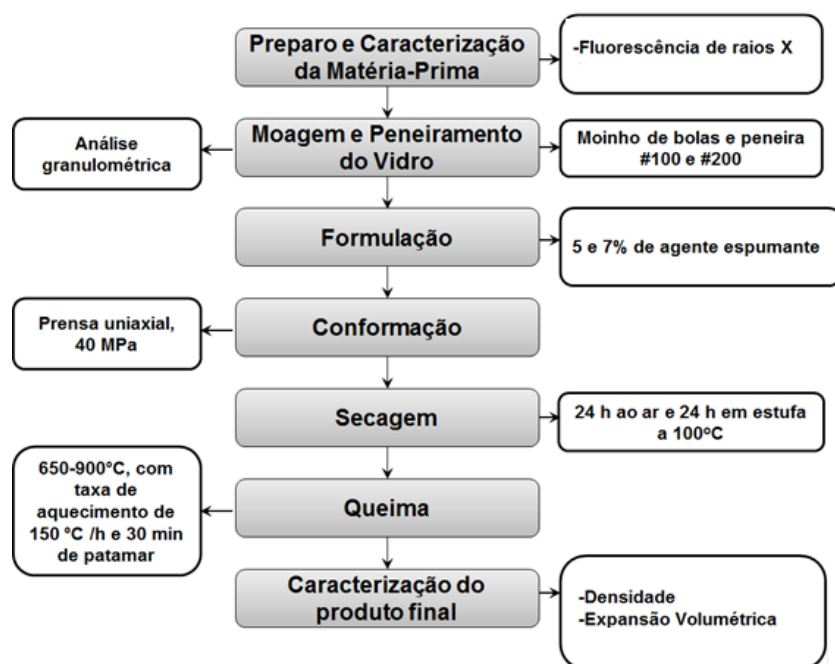 Preparo e Caracterização
da Matéria-Prima
-Fluorescência de raios X
Análise
granulométrica
Moagem e Peneiramento
do Vidro
Moinho de bolas e peneira
#100 e #200
Formulação
5 e 7% de agente espumante
Prensa uniaxial,
40 MPa
Conformação
Secagem
24 h ao ar e 24 h em estufa
a 100ºC
650-900ºC, com
taxa de
aquecimento de
150 ºC /h e 30 min
de patamar
Queima
Caracterização do
produto final
-Densidade
-Expansão Volumétrica